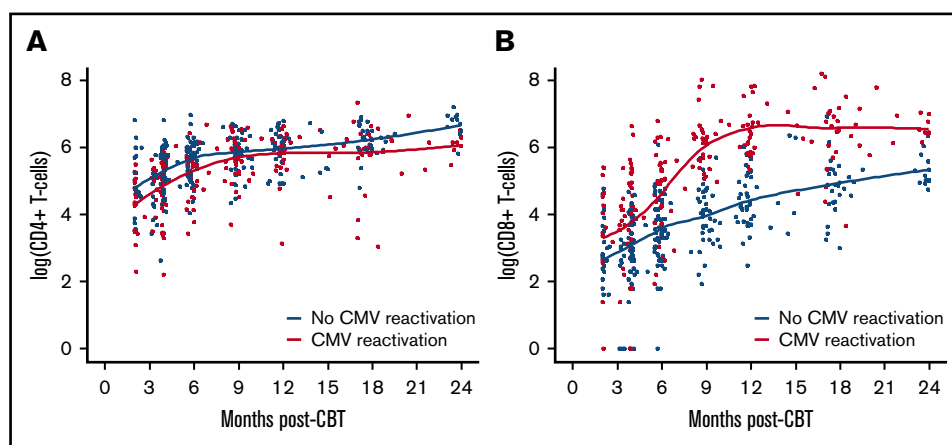 A
log(CD4+ T-cells)
8
6
4
2
0
No CMV reactivation
CMV reactivation
0 3 6 9 12 15 18 21 24
Months post-CBT
B
log(CD8+ T-cells)
8
6
4
2
0
No CMV reactivation
CMV reactivation
0 3 6 9 12 15 18 21 24
Months post-CBT